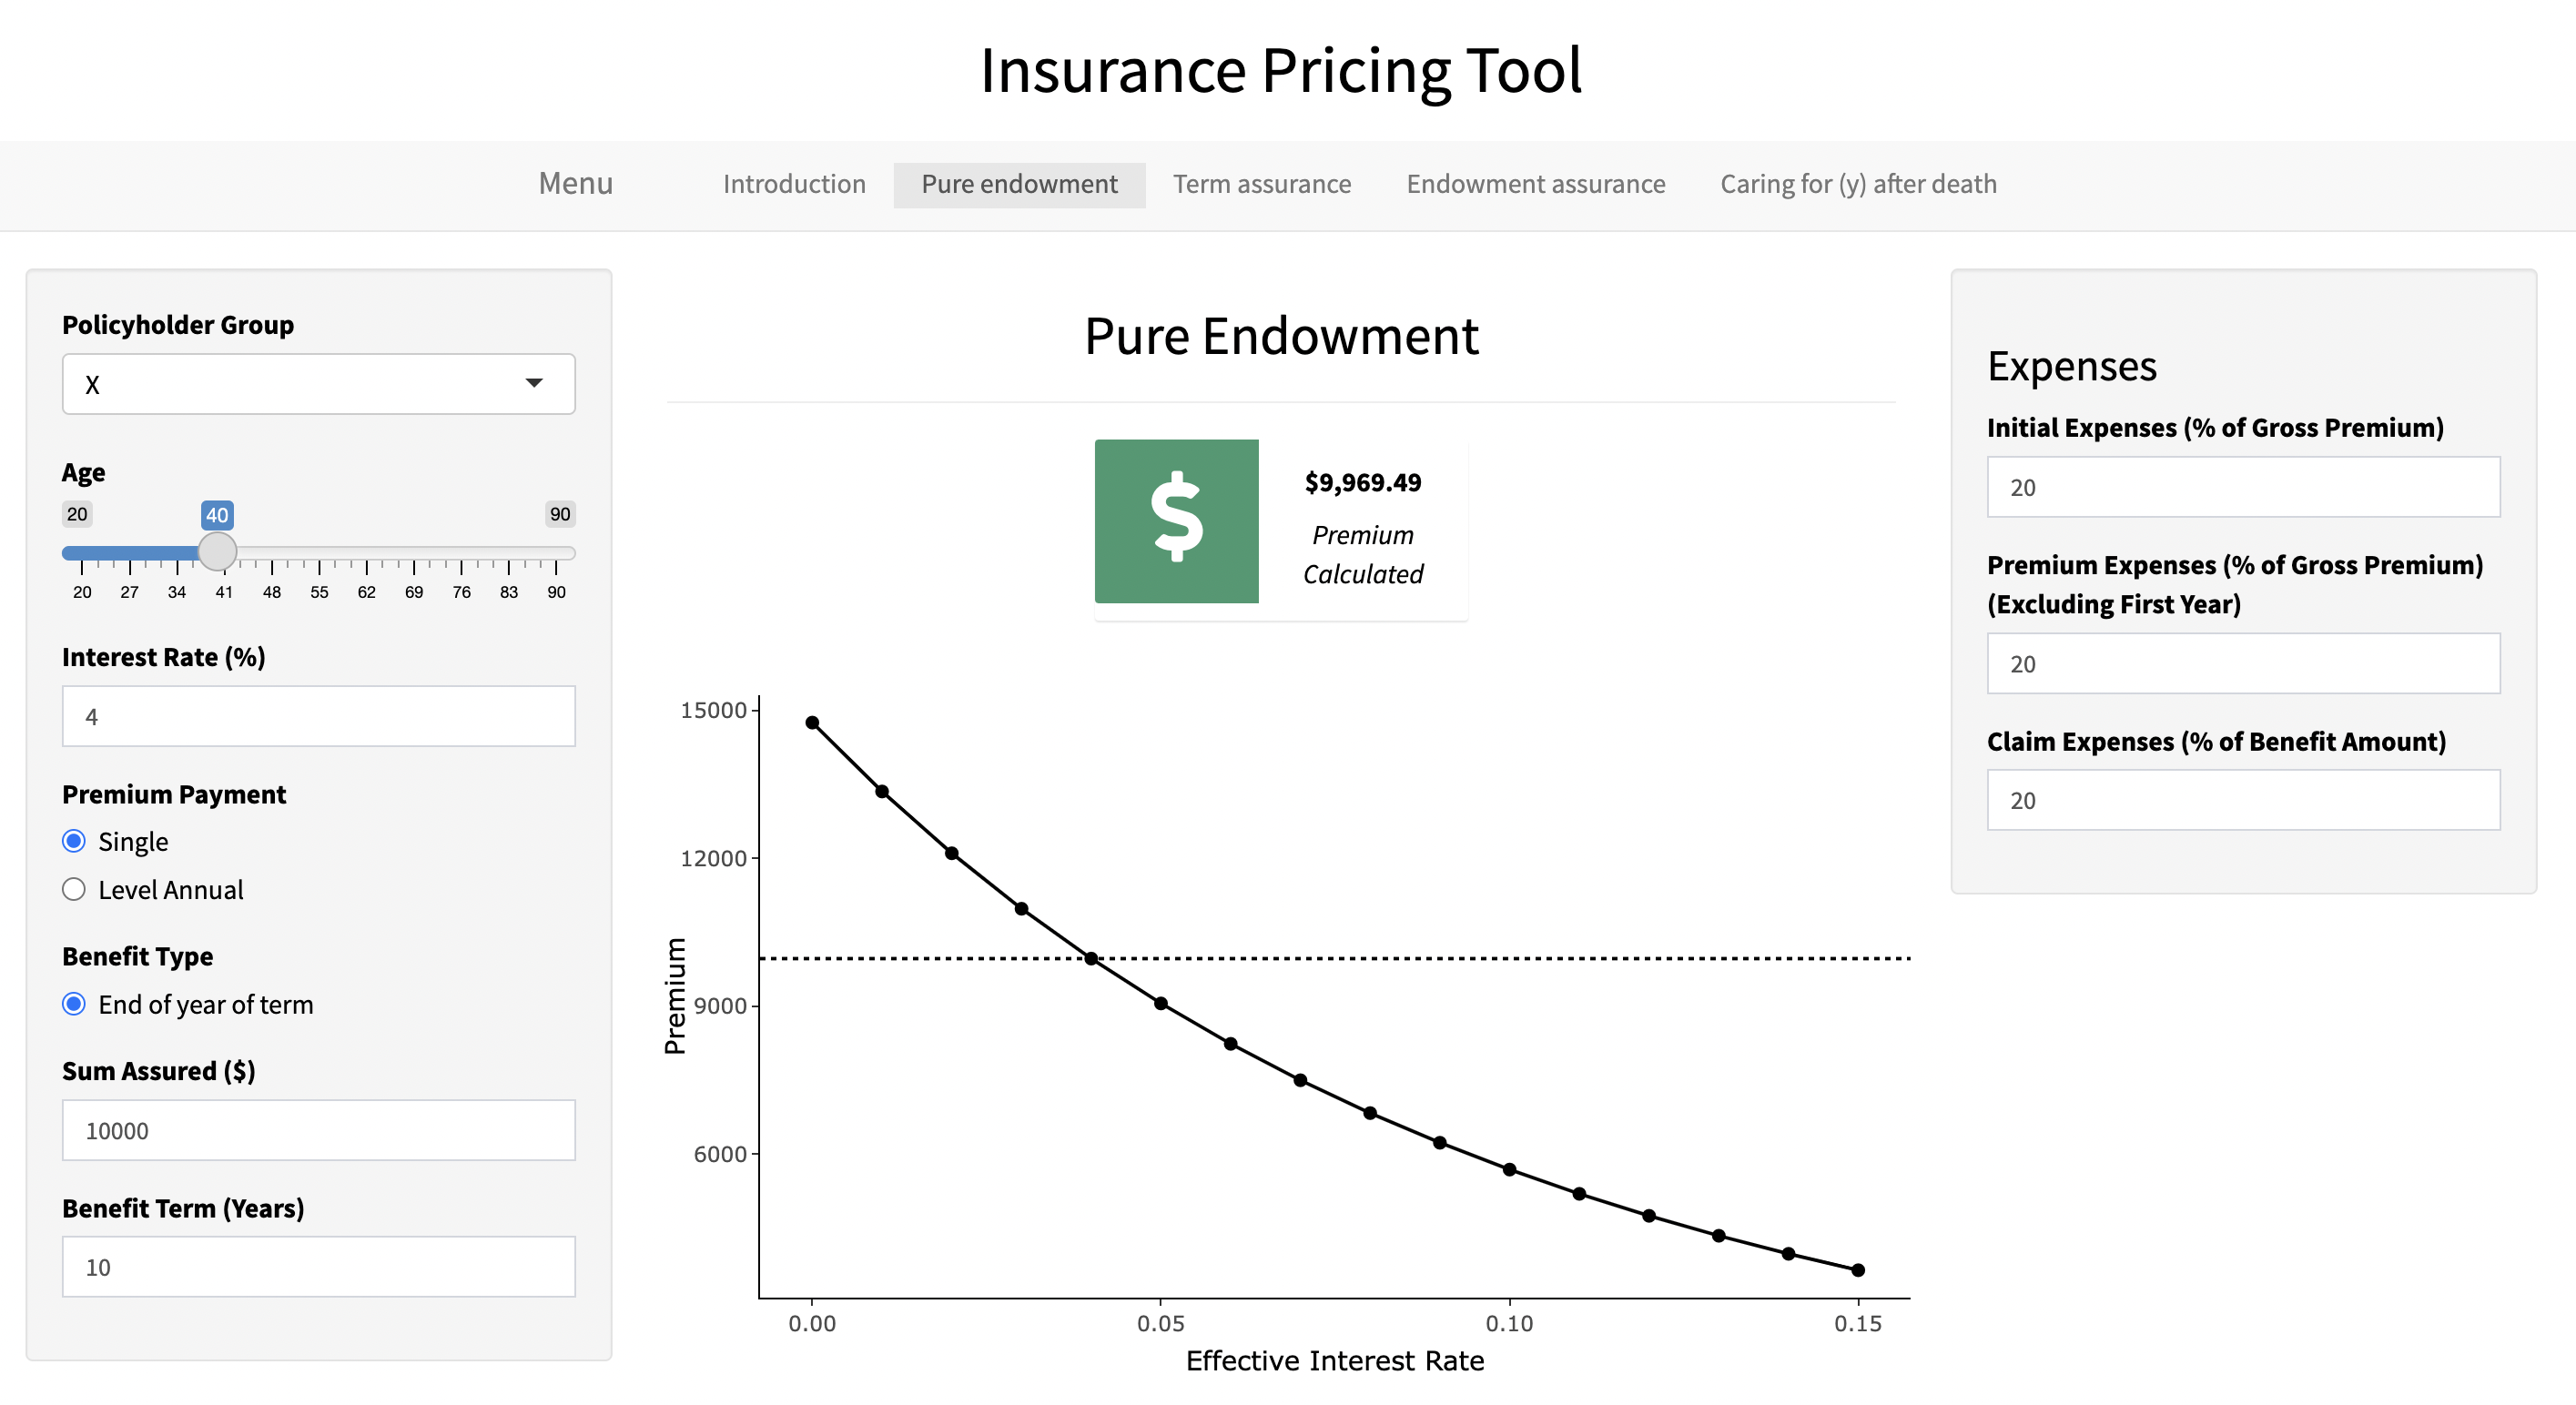 Insurance Pricing Tool
Menu Introduction Pure endowment Term assurance Endowment assurance Caring for (y) after death
Policyholder Group
X
Age
20 40 90
20 27 34 41 48 55 62 69 76 83 90
Interest Rate (%)
4
Premium Payment
Single
Level Annual
Benefit Type
End of year of term
Sum Assured ($)
10000
Benefit Term (Years)
10
Pure Endowment
$
$9,969.49
Premium
Calculated
15000
12000
9000
6000
Premium
0.00 0.05 0.10 0.15
Effective Interest Rate
Expenses
Initial Expenses (% of Gross Premium)
20
Premium Expenses (% of Gross Premium)
(Excluding First Year)
20
Claim Expenses (% of Benefit Amount)
20